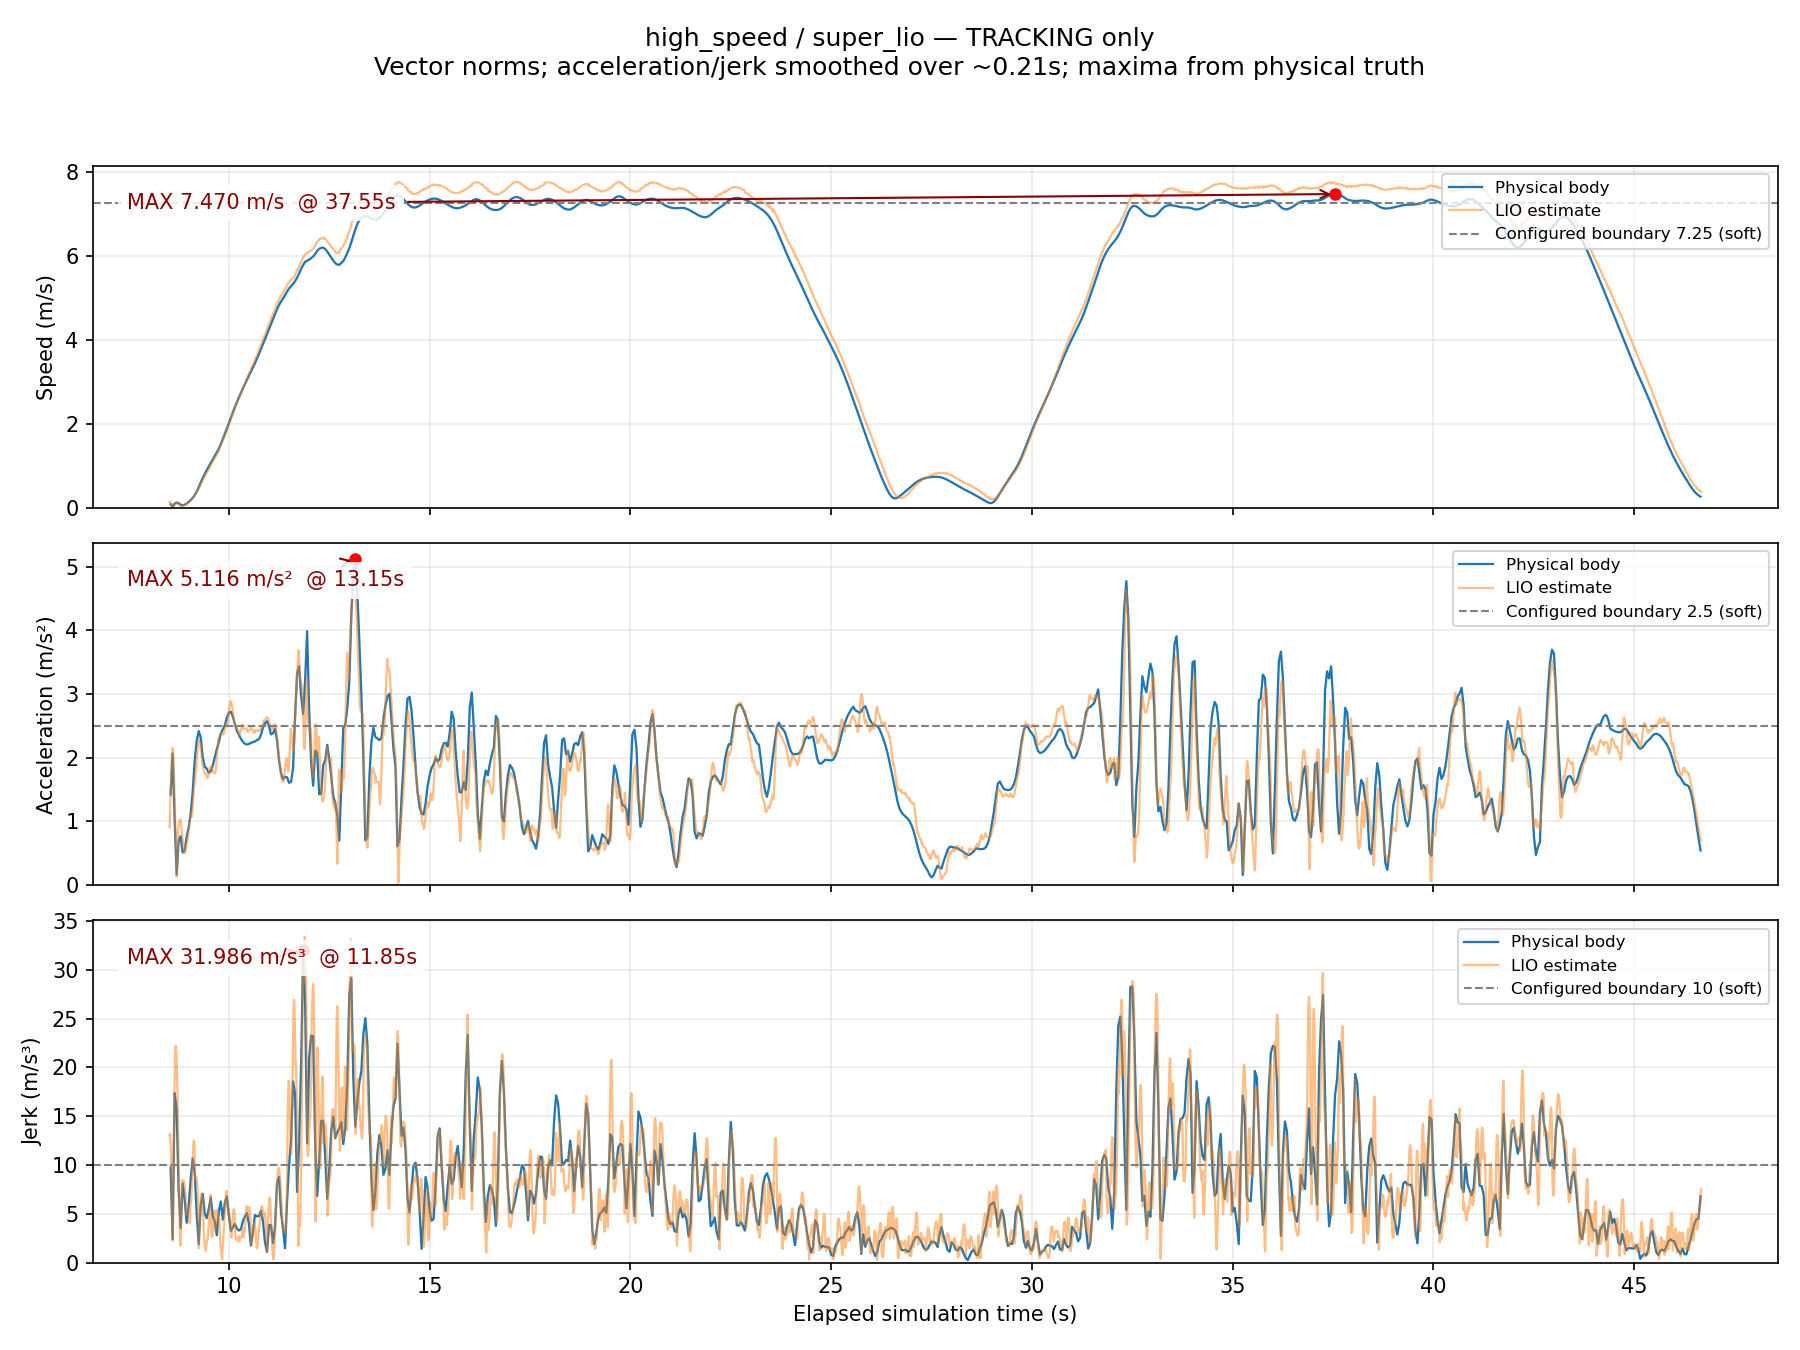 high_speed / super_lio — TRACKING only
Vector norms; acceleration/jerk smoothed over ~0.21s; maxima from physical truth
8
6
4
2
0
Speed (m/s)
MAX 7.470 m/s  @ 37.55s
Physical body
LIO estimate
Configured boundary 7.25 (soft)
5
4
3
2
1
0
Acceleration (m/s²)
MAX 5.116 m/s²  @ 13.15s
Physical body
LIO estimate
Configured boundary 2.5 (soft)
35
30
25
20
15
10
5
0
Jerk (m/s³)
MAX 31.986 m/s³  @ 11.85s
Physical body
LIO estimate
Configured boundary 10 (soft)
10 15 20 25 30 35 40 45
Elapsed simulation time (s)